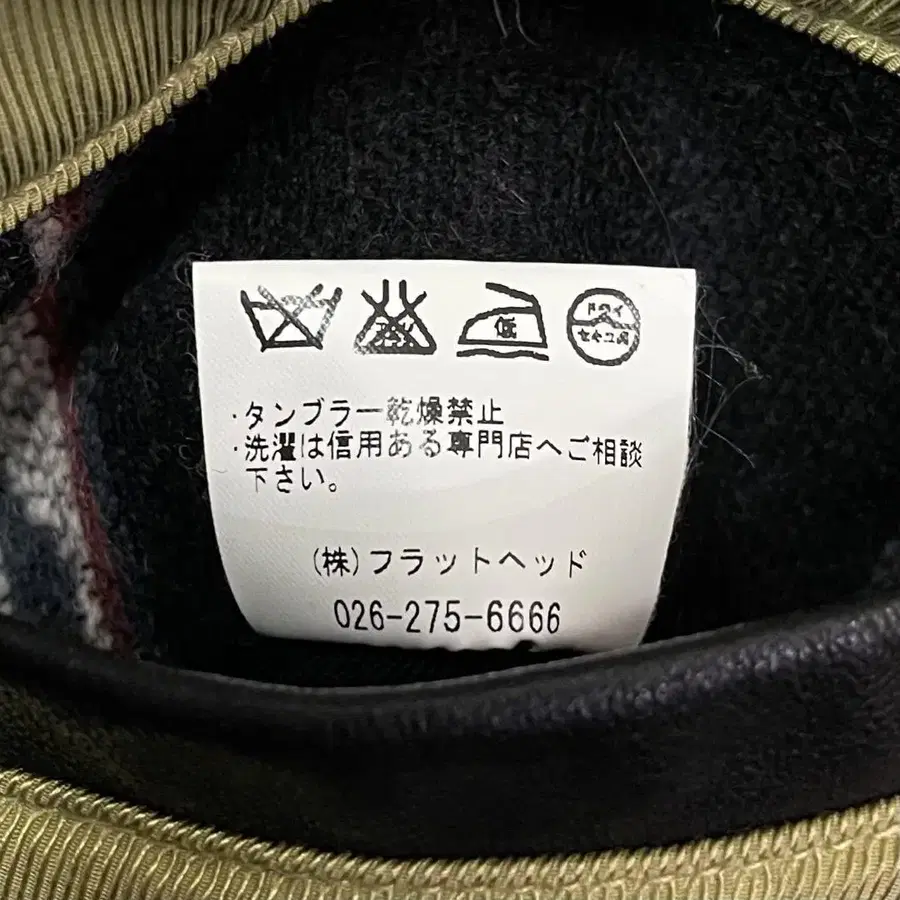 低
ドライ
セキユ系
・タンブラー乾燥禁止
・洗濯は信用ある専門店へご相談
下さい。
(株)フラットヘッド
026-275-6666